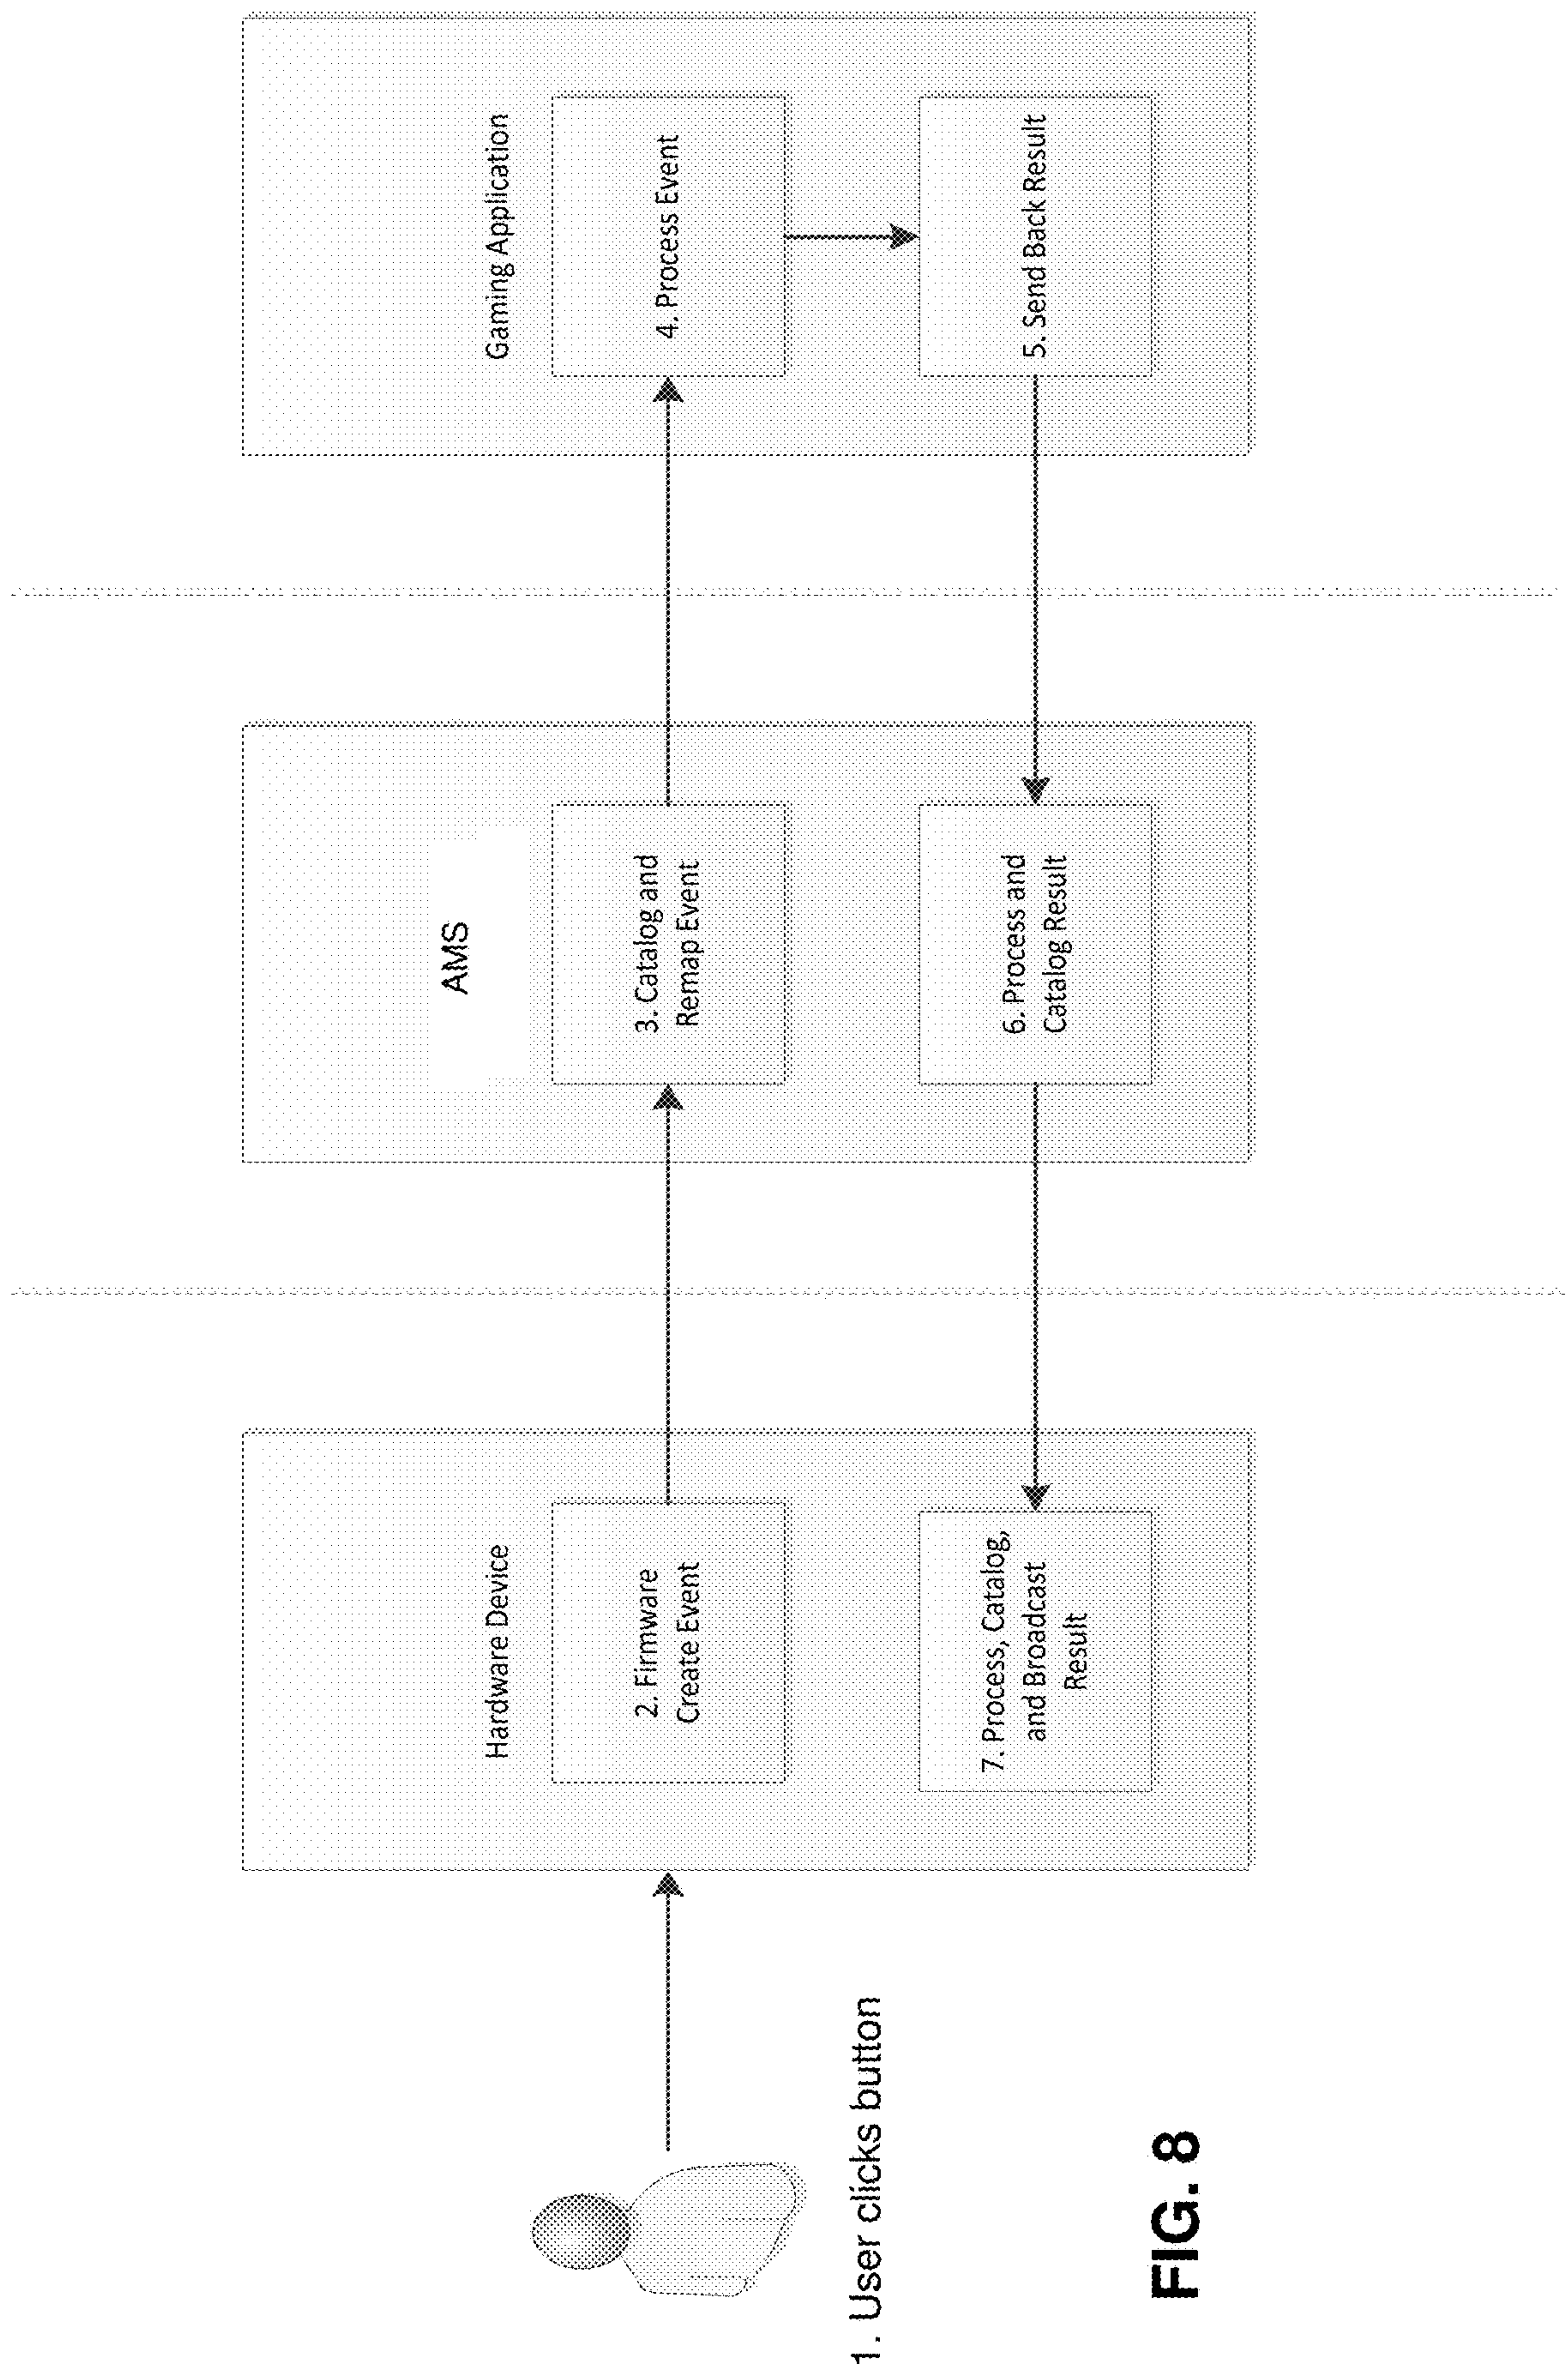 1. User clicks button
Hardware Device
2. Firmware
Create Event
7. Process, Catalog,
and Broadcast
Result
AMS
3. Catalog and
Remap Event
6. Process and
Catalog Result
Gaming Application
4. Process Event
5. Send Back Result
FIG. 8